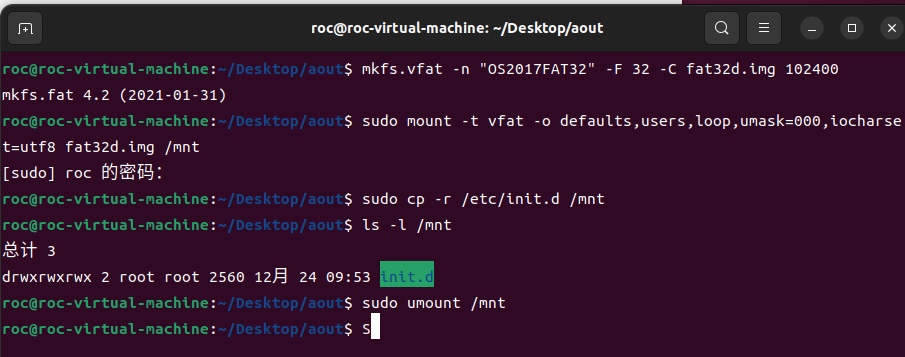 roc@roc-virtual-machine: ~/Desktop/aout
roc@roc-virtual-machine:~/Desktop/aout$ mkfs.vfat -n "OS2017FAT32" -F 32 -C fat32d.img 102400
mkfs.fat 4.2 (2021-01-31)
roc@roc-virtual-machine:~/Desktop/aout$ sudo mount -t vfat -o defaults,users,loop,umask=000,iocharse
t=utf8 fat32d.img /mnt
[sudo] roc 的密码：
roc@roc-virtual-machine:~/Desktop/aout$ sudo cp -r /etc/init.d /mnt
roc@roc-virtual-machine:~/Desktop/aout$ ls -l /mnt
总计 3
drwxrwxrwx 2 root root 2560 12月 24 09:53 init.d
roc@roc-virtual-machine:~/Desktop/aout$ sudo umount /mnt
roc@roc-virtual-machine:~/Desktop/aout$ S